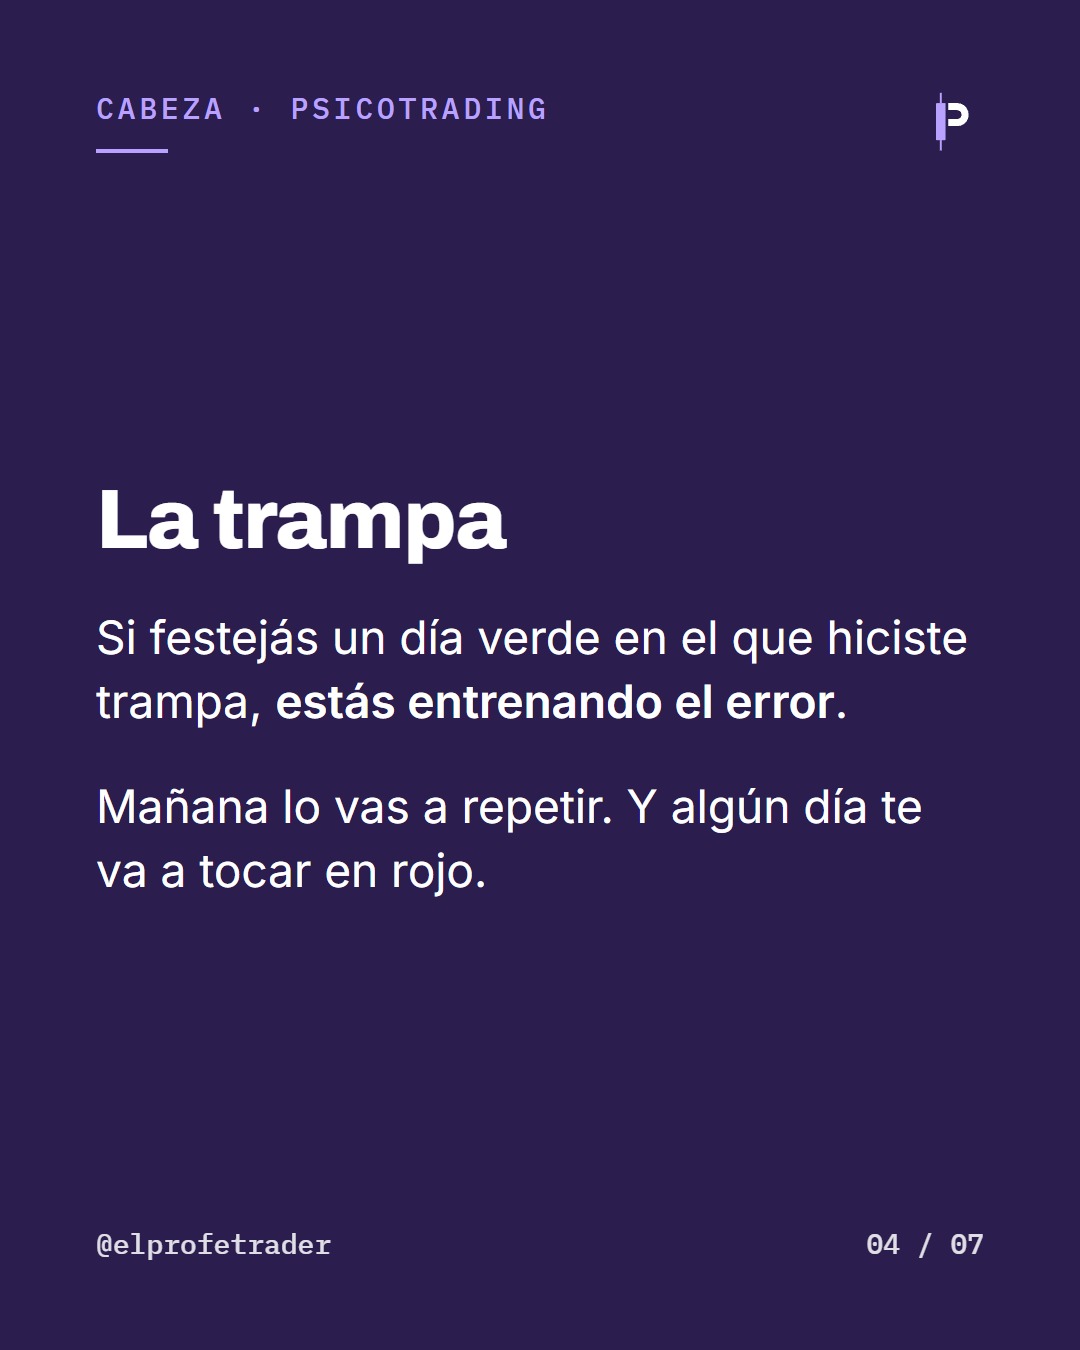 CABEZA · PSICOTRADING
P
La trampa
Si festejás un día verde en el que hiciste
trampa, estás entrenando el error.
Mañana lo vas a repetir. Y algún día te
va a tocar en rojo.
@elprofetrader
04 / 07